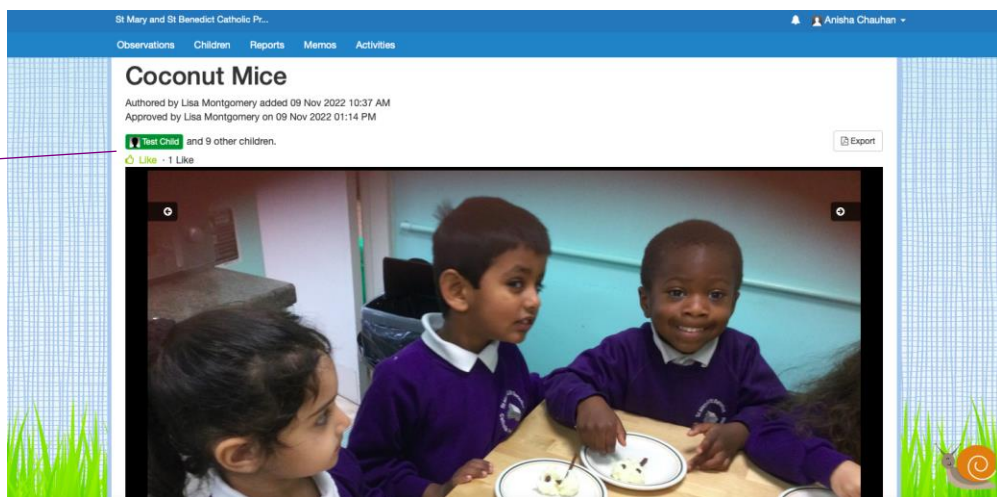 St Mary and St Benedict Catholic Pr...
Anisha Chauhan
Observations Children Reports Memos Activities
Coconut Mice
Authored by Lisa Montgomery added 09 Nov 2022 10:37 AM
Approved by Lisa Montgomery on 09 Nov 2022 01:14 PM
Test Child and 9 other children.
Export
Like · 1 Like